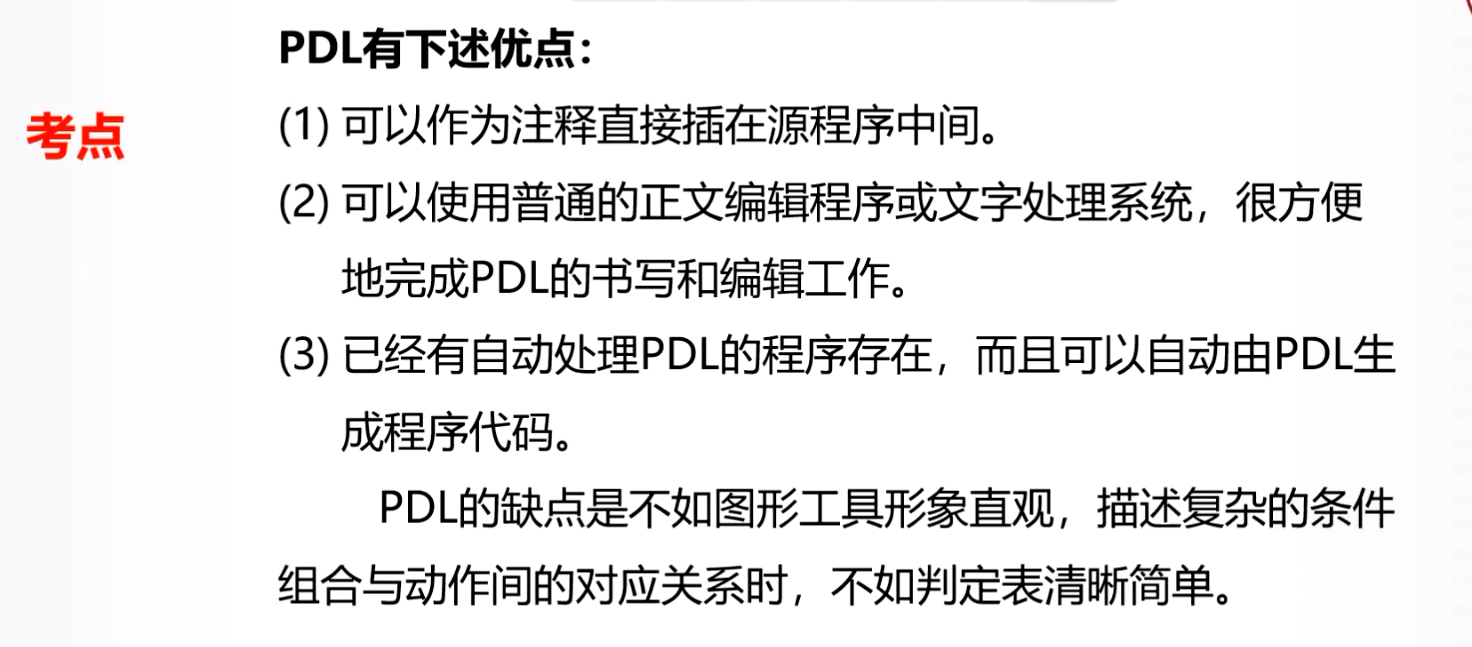 PDL有下述优点：
考点
(1) 可以作为注释直接插在源程序中间。
(2) 可以使用普通的正文编辑程序或文字处理系统，很方便
地完成PDL的书写和编辑工作。
(3) 已经有自动处理PDL的程序存在，而且可以自动由PDL生
成程序代码。
PDL的缺点是不如图形工具形象直观，描述复杂的条件
组合与动作间的对应关系时，不如判定表清晰简单。